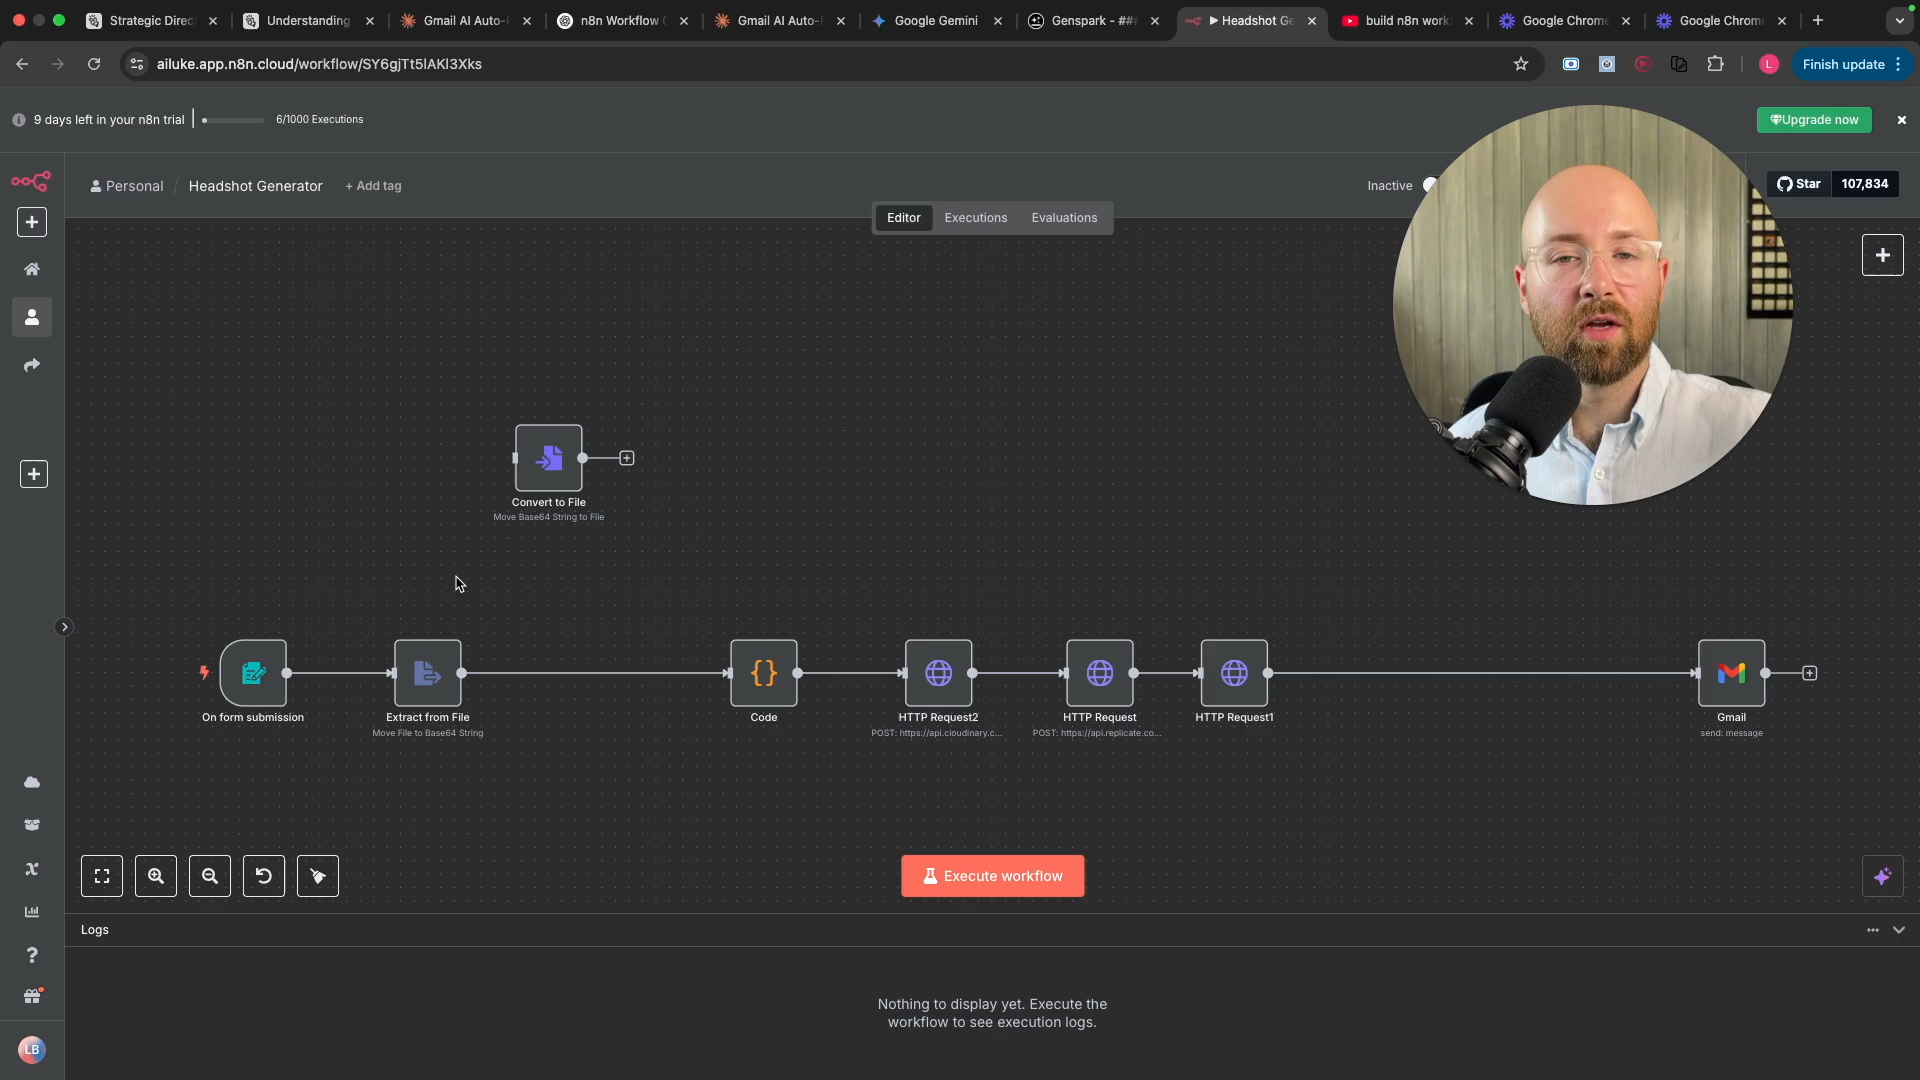 Strategic Direc
Understanding
Gmail AI Auto-
n8n Workflow
Gmail AI Auto-
Google Gemini
Genspark - ###
▶ Headshot Ge
build n8n work
Google Chrome
Google Chrom
ailuke.app.n8n.cloud/workflow/SY6gjTt5lAKl3Xks
L
Finish update
9 days left in your n8n trial
6/1000 Executions
Upgrade now
Personal / Headshot Generator + Add tag
Inactive
Star 107,834
Editor Executions Evaluations
Convert to File
Move Base64 String to File
On form submission
Extract from File
Move File to Base64 String
{}
Code
HTTP Request2
POST: https://api.cloudinary.c...
HTTP Request
POST: https://api.replicate.co...
HTTP Request1
Gmail
send: message
Execute workflow
Logs
Nothing to display yet. Execute the
workflow to see execution logs.
LB